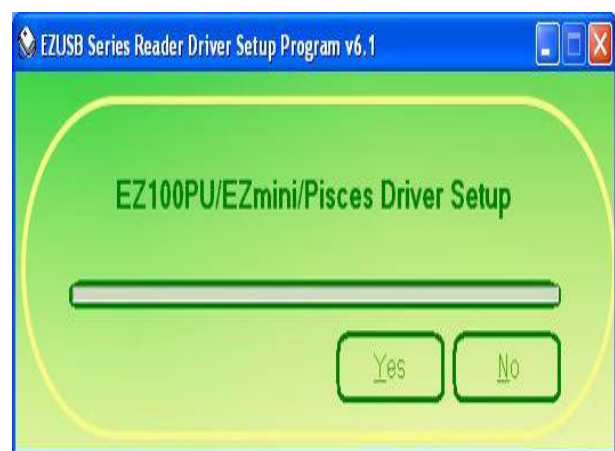 EZUSB Series Reader Driver Setup Program v6.1
EZ100PU/EZmini/Pisces Driver Setup
Yes
No